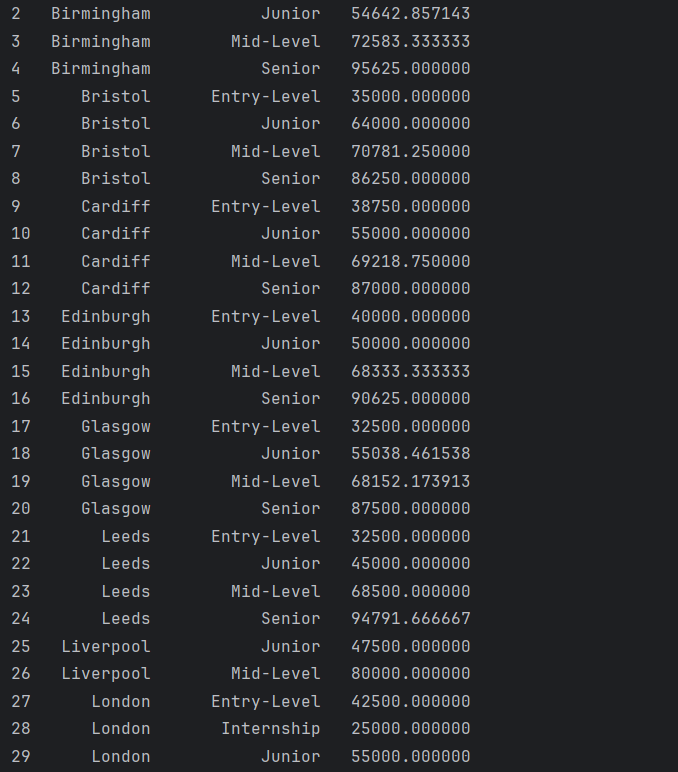 2 Birmingham Junior 54642.857143
3 Birmingham Mid-Level 72583.333333
4 Birmingham Senior 95625.000000
5 Bristol Entry-Level 35000.000000
6 Bristol Junior 64000.000000
7 Bristol Mid-Level 70781.250000
8 Bristol Senior 86250.000000
9 Cardiff Entry-Level 38750.000000
10 Cardiff Junior 55000.000000
11 Cardiff Mid-Level 69218.750000
12 Cardiff Senior 87000.000000
13 Edinburgh Entry-Level 40000.000000
14 Edinburgh Junior 50000.000000
15 Edinburgh Mid-Level 68333.333333
16 Edinburgh Senior 90625.000000
17 Glasgow Entry-Level 32500.000000
18 Glasgow Junior 55038.461538
19 Glasgow Mid-Level 68152.173913
20 Glasgow Senior 87500.000000
21 Leeds Entry-Level 32500.000000
22 Leeds Junior 45000.000000
23 Leeds Mid-Level 68500.000000
24 Leeds Senior 94791.666667
25 Liverpool Junior 47500.000000
26 Liverpool Mid-Level 80000.000000
27 London Entry-Level 42500.000000
28 London Internship 25000.000000
29 London Junior 55000.000000